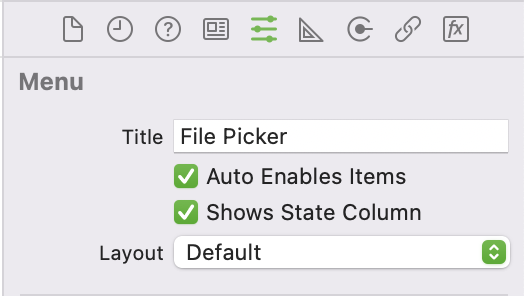 Menu
Title File Picker
Auto Enables Items
Shows State Column
Layout Default